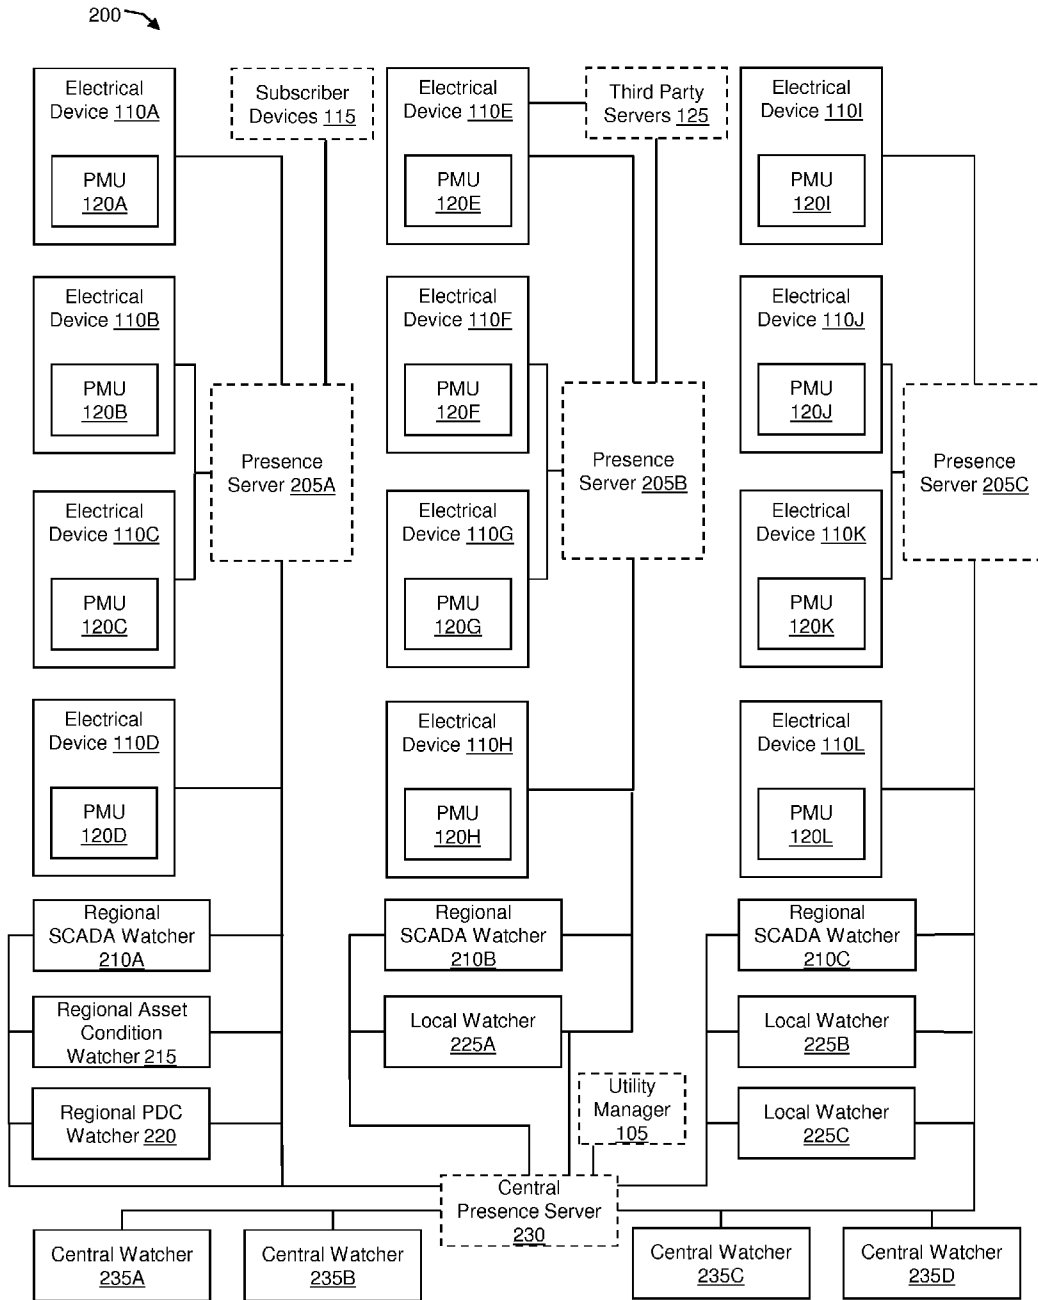 200
Electrical
Device 110A
PMU
120A
Subscriber
Devices 115
Electrical
Device 110E
PMU
120E
Third Party
Servers 125
Electrical
Device 110I
PMU
120I
Electrical
Device 110B
PMU
120B
Electrical
Device 110F
PMU
120F
Electrical
Device 110J
PMU
120J
Presence
Server 205A
Presence
Server 205B
Presence
Server 205C
Electrical
Device 110C
PMU
120C
Electrical
Device 110G
PMU
120G
Electrical
Device 110K
PMU
120K
Electrical
Device 110D
PMU
120D
Electrical
Device 110H
PMU
120H
Electrical
Device 110L
PMU
120L
Regional
SCADA Watcher
210A
Regional
SCADA Watcher
210B
Regional
SCADA Watcher
210C
Regional Asset
Condition
Watcher 215
Local Watcher
225A
Local Watcher
225B
Regional PDC
Watcher 220
Utility
Manager
105
Local Watcher
225C
Central
Presence Server
230
Central Watcher
235A
Central Watcher
235B
Central Watcher
235C
Central Watcher
235D